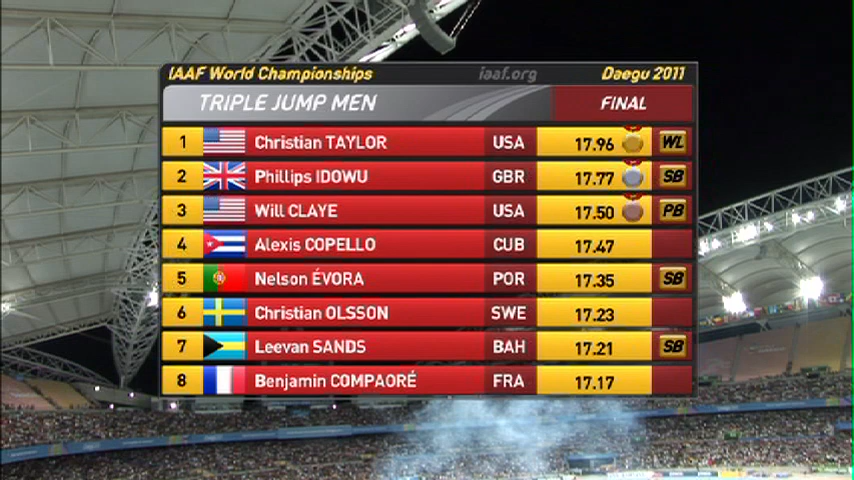 IAAF World Championships iaaf.org Daegu 2011
TRIPLE JUMP MEN FINAL
1 Christian TAYLOR USA 17.96 WL
2 Phillips IDOWU GBR 17.77 SB
3 Will CLAYE USA 17.50 PB
4 Alexis COPELLO CUB 17.47
5 Nelson ÉVORA POR 17.35 SB
6 Christian OLSSON SWE 17.23
7 Leevan SANDS BAH 17.21 SB
8 Benjamin COMPAORÉ FRA 17.17